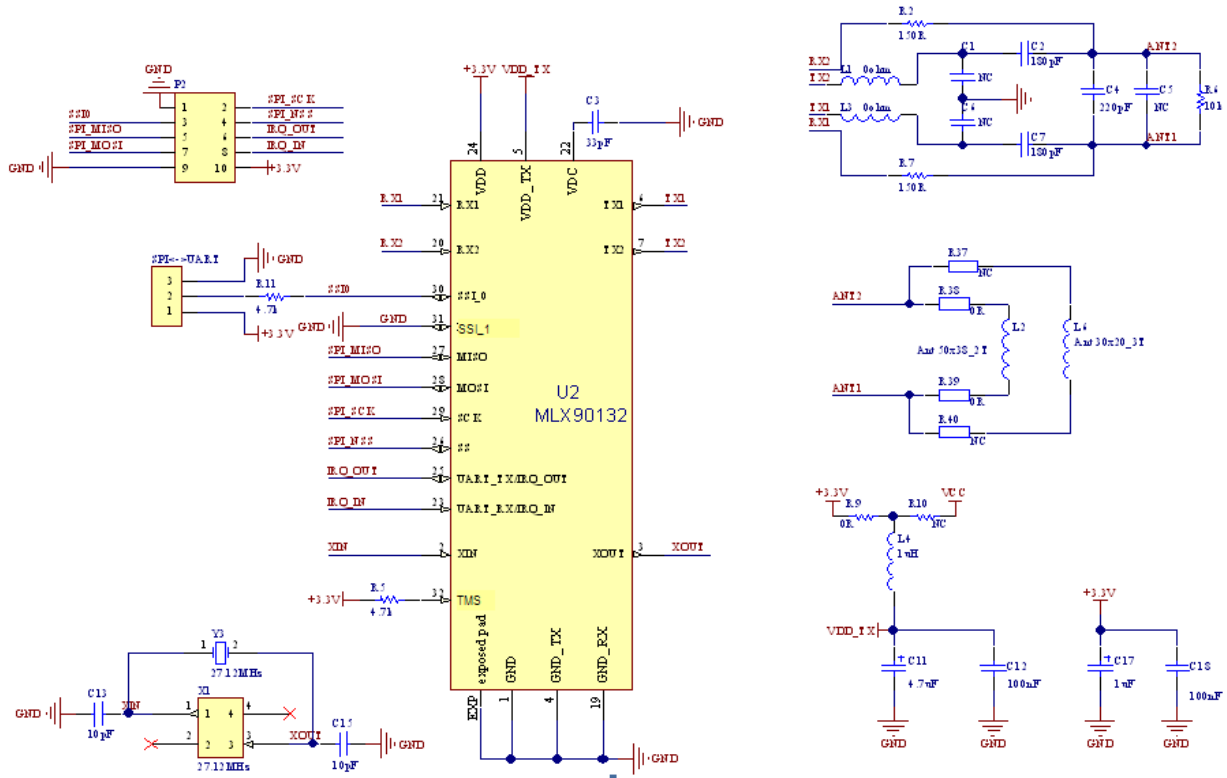 GND
P2
1 2 SPI_SCK
SSI0 3 4 SPI_NSS
SPI_MISO 5 6 IRQ_OUT
SPI_MOSI 7 8 IRQ_IN
GND 9 10 +3.3V
SPI<->UART
3 GND
2 R11 4.7k SSI0
1 +3.3V
+3.3V VDD_TX
C3
33pF
GND
24 5 22
VDD VDD_TX VDC
RX1 21 RX1
TX1 6 TX1
RX2 20 RX2
TX2 7 TX2
30 SSI_0
GND GND 31 SSI_1
SPI_MISO 27 MISO
SPI_MOSI 28 MOSI
SPI_SCK 29 SCK
SPI_NSS 26 SS
IRQ_OUT 25 UART_TX/IRQ_OUT
IRQ_IN 23 UART_RX/IRQ_IN
XIN 2 XIN
XOUT 3 XOUT
+3.3V R5 4.7k 32 TMS
U2
MLX90132
exposed pad GND GND_TX GND_RX
EXP 1 4 19
GND
Y3
1 2
27.12MHz
C13
10pF
GND
XIN
X1
1 1 4 4
2 2 3 3
27.12MHz
XOUT
C15
10pF
GND
R2
150R
RX2
TX2
L1 0ohm
C1
NC
C2
180pF
ANT2
TX1
RX1
L3 0ohm
C6
NC
C7
180pF
ANT1
C4
220pF
C5
NC
R6
10k
R7
150R
R37
NC
ANT2
R38
0R
L2
Ant 50x38_2T
L6
Ant 30x20_3T
ANT1
R39
0R
R40
NC
+3.3V VCC
R9 R10
0R NC
L4
1uH
VDD_TX
C11
4.7uF
C12
100nF
GND GND
+3.3V
C17
1uF
C18
100nF
GND GND